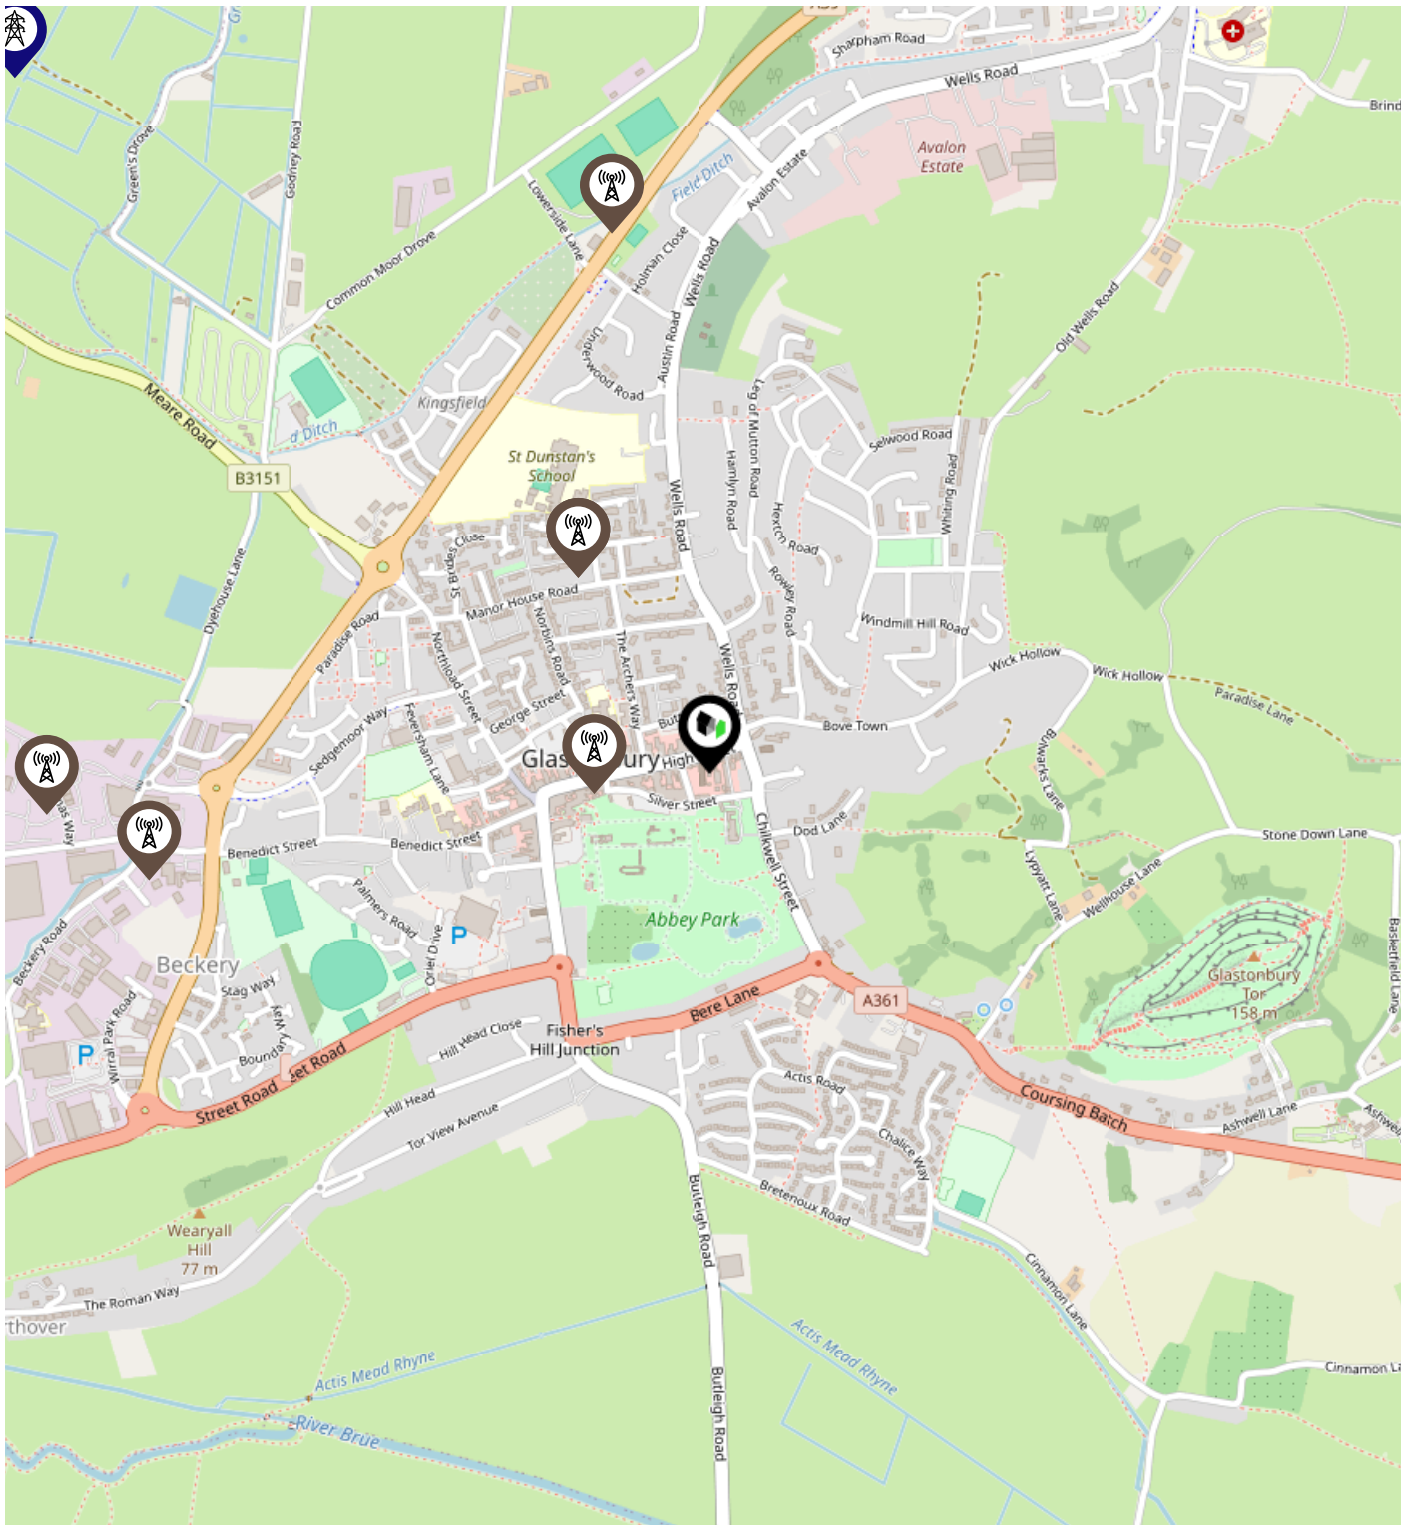 Sharpham Road
Wells Road
Green's Drove
Godney Road
Brind
Avalon
Estate
Field Ditch
Avalon Estate
Lowerside Lane
Holman Close
Wells Road
Common Moor Drove
Old Wells Road
Austin Road
Underwood Road
Meare Road
Kingsfield
Leg of Mutton Road
d Ditch
Selwood Road
St Dunstan's
School
Hamlyn Road
Whiting Road
B3151
Wells Road
Hexton Road
Dyehouse Lane
Manor House Road
Rowley Road
Paradise Road
Norbins Road
Windmill Hill Road
Northload Street
The Archers Way
Wells Road
Wick Hollow
Wick Hollow
Paradise Lane
George Street
Feversham Lane
Sedgemoor Way
Bove Town
Bulwarks Lane
High
Silver Street
Dod Lane
Benedict Street
Benedict Street
Chilkwell Street
Stone Down Lane
Lypyatt Lane
Wellhouse Lane
Palmers Road
Abbey Park
P
Oriel Drive
Beckery Road
Beckery
Basketfield Lane
Glastonbury
Tor
158 m
Stag Way
A361
Bere Lane
Wirral Park Road
Boundary Way
Hill Head Close
Fisher's
Hill Junction
P
Actis Road
Street Road
Hill Head
Coursing Batch
Ashwell Lane
Tor View Avenue
Chalice Way
Bretenoux Road
Butleigh Road
Wearyall
Hill
77 m
Cinnamon Lane
The Roman Way
rthover
Actis Mead Rhyne
Actis Mead Rhyne
Cinnamon La
Butleigh Road
River Brue